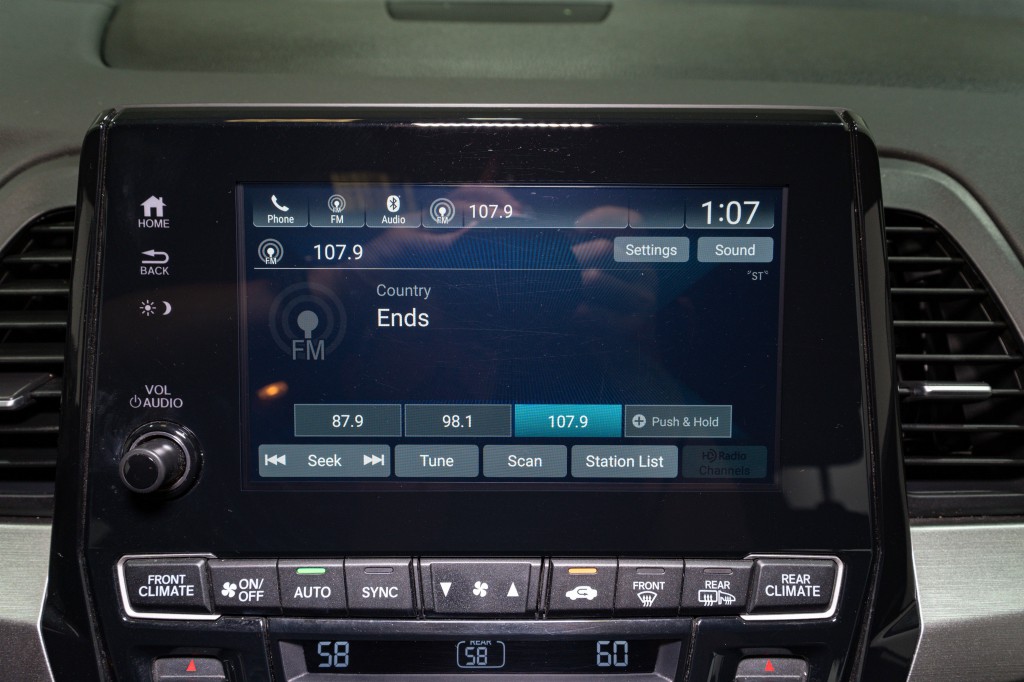 HOME
BACK
VOL
AUDIO
Phone
FM
Audio
FM
107.9
1:07
FM
107.9
Settings
Sound
"ST"
FM
Country
Ends
87.9
98.1
107.9
Push & Hold
Seek
Tune
Scan
Station List
HD Radio
Channels
FRONT
CLIMATE
ON/
OFF
AUTO
SYNC
FRONT
REAR
REAR
CLIMATE
58
REAR
58
60